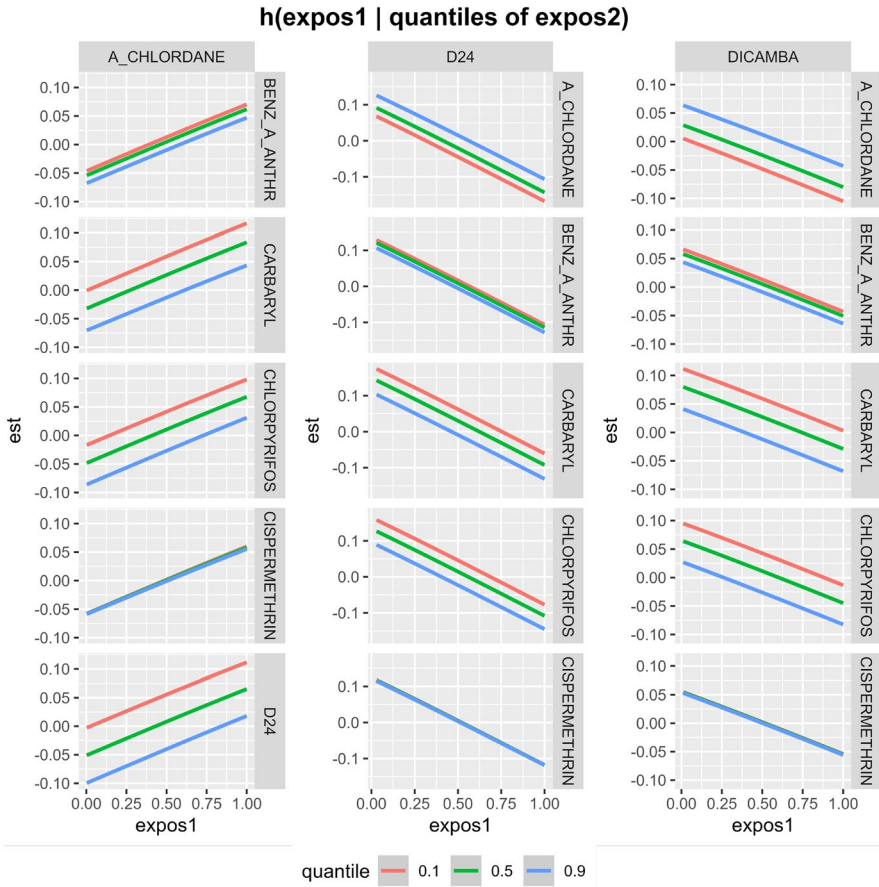 h(expos1 | quantiles of expos2)
A_CHLORDANE
D24
DICAMBA
est
0.10
0.05
0.00
-0.05
-0.10
BENZ_A_ANTHR
0.10
0.05
0.00
-0.05
-0.10
CARBARYL
0.10
0.05
0.00
-0.05
-0.10
CHLORPYRIFOS
0.10
0.05
0.00
-0.05
-0.10
CISPERMETHRIN
0.10
0.05
0.00
-0.05
-0.10
D24
0.00 0.25 0.50 0.75 1.00
expos1
est
0.1
0.0
-0.1
A_CHLORDANE
0.1
0.0
-0.1
BENZ_A_ANTHR
0.1
0.0
-0.1
CARBARYL
0.1
0.0
-0.1
CHLORPYRIFOS
0.1
0.0
-0.1
CISPERMETHRIN
0.00 0.25 0.50 0.75 1.00
expos1
est
0.10
0.05
0.00
-0.05
-0.10
A_CHLORDANE
0.10
0.05
0.00
-0.05
-0.10
BENZ_A_ANTHR
0.10
0.05
0.00
-0.05
-0.10
CARBARYL
0.10
0.05
0.00
-0.05
-0.10
CHLORPYRIFOS
0.10
0.05
0.00
-0.05
-0.10
CISPERMETHRIN
0.00 0.25 0.50 0.75 1.00
expos1
quantile 0.1 0.5 0.9